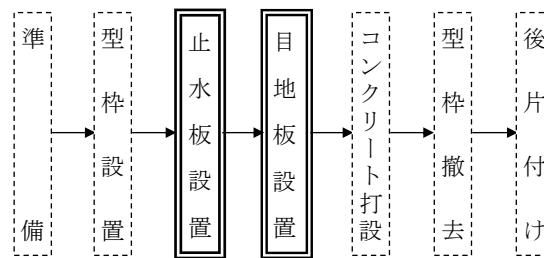 準備
型枠設置
止水板設置
目地板設置
コンクリート打設
型枠撤去
後片付け